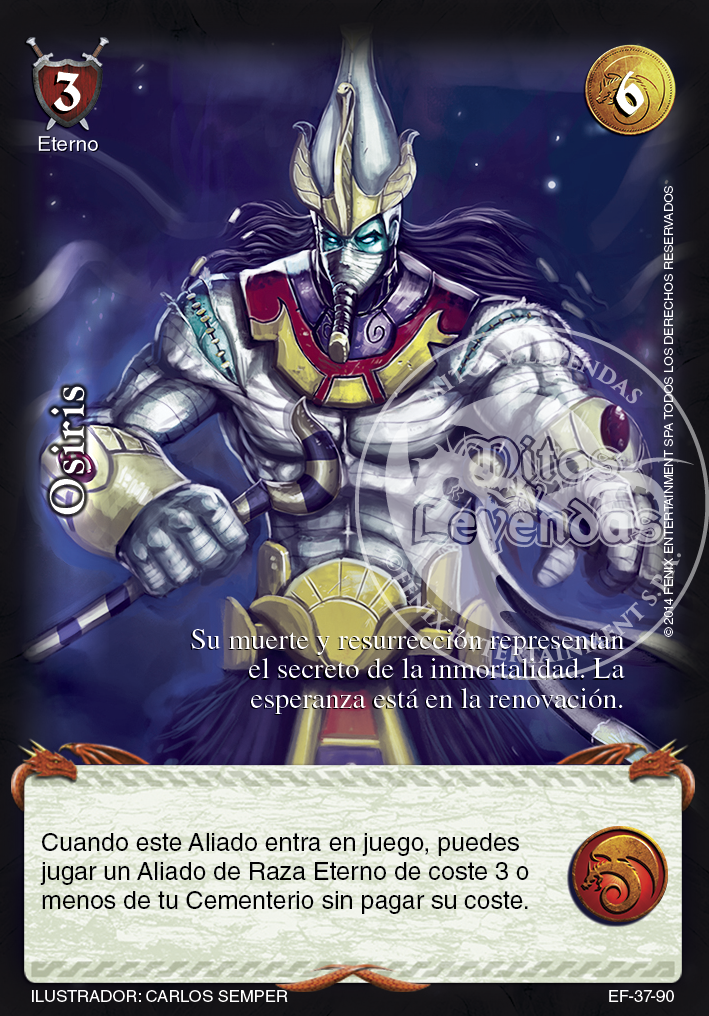 3
6
Eterno
Osiris
© 2014 FENIX ENTERTAINMENT SPA TODOS LOS DERECHOS RESERVADOS
Mitos
Leyendas
Su muerte y resurrección representan
el secreto de la inmortalidad. La
esperanza está en la renovación.
Cuando este Aliado entra en juego, puedes
jugar un Aliado de Raza Eterno de coste 3 o
menos de tu Cementerio sin pagar su coste.
ILUSTRADOR: CARLOS SEMPER
EF-37-90